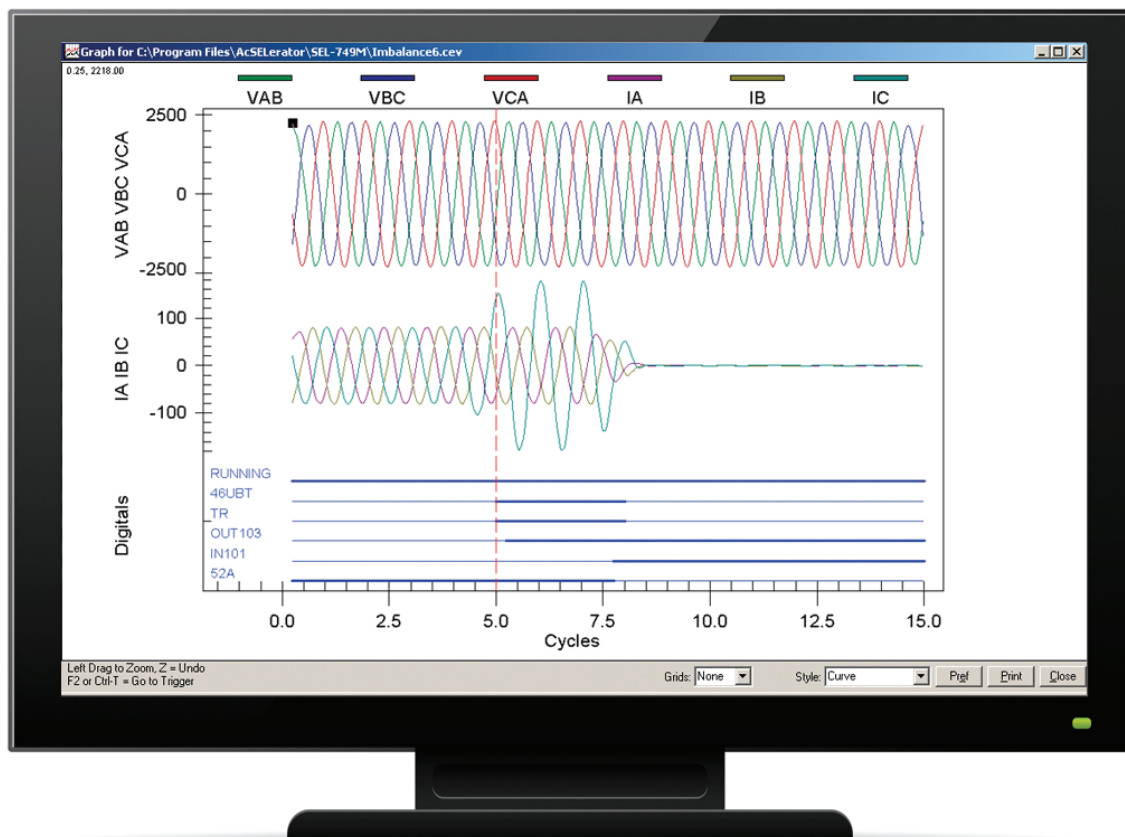 Graph for C:\Program Files\AcSELerator\SEL-749M\Imbalance6.cev
0.25, 2218.00
VAB VBC VCA IA IB IC
VAB VBC VCA
2500
0
-2500
IA IB IC
100
0
-100
Digitals
RUNNING
46UBT
TR
OUT103
IN101
52A
0.0 2.5 5.0 7.5 10.0 12.5 15.0
Cycles
Left Drag to Zoom, Z = Undo
F2 or Ctrl-T = Go to Trigger
Grids: None Style: Curve Pref Print Close